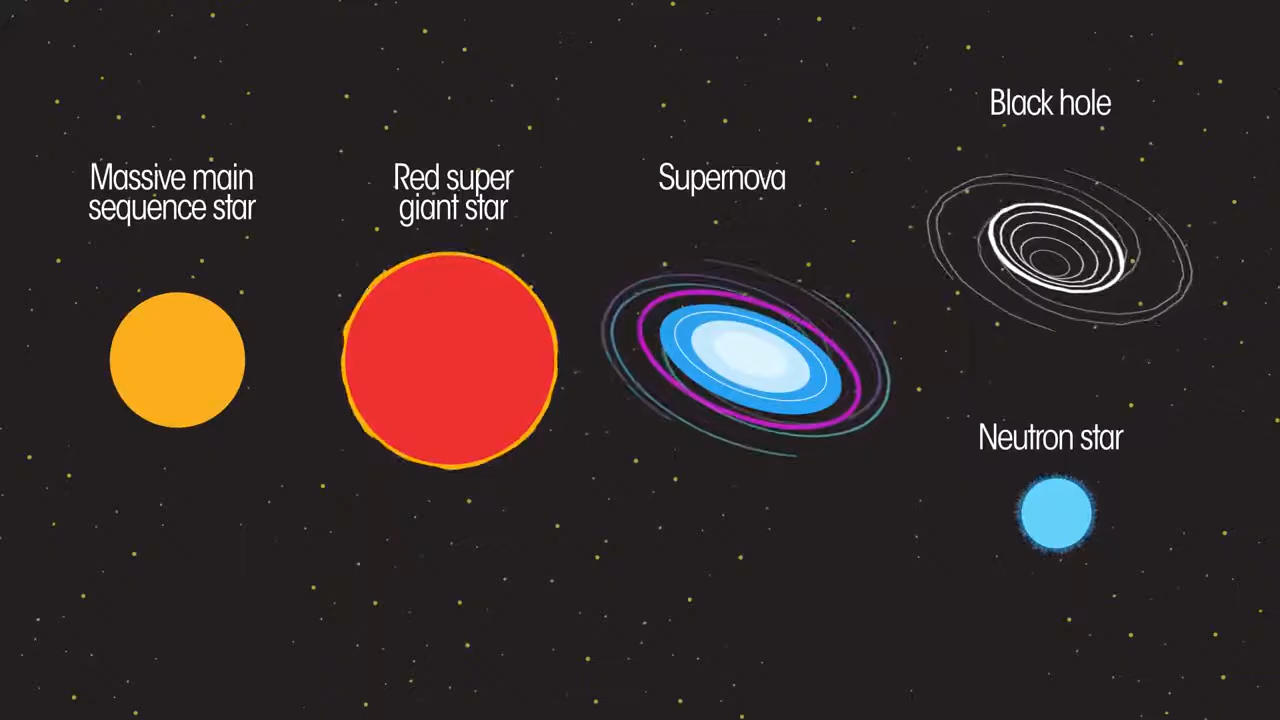 Massive main
sequence star
Red super
giant star
Supernova
Black hole
Neutron star